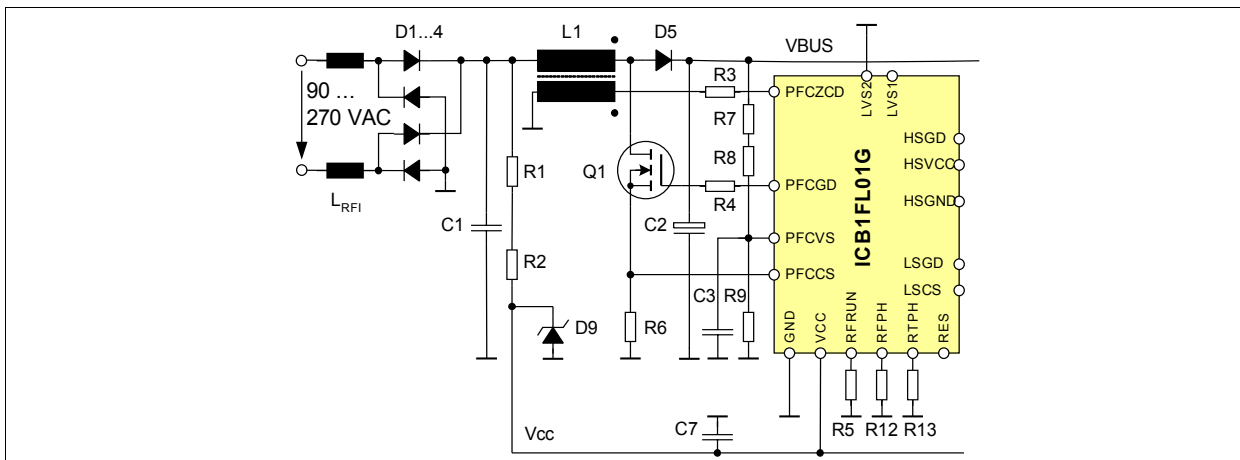 D1...4
L1
D5
VBUS
90 ...
270 VAC
L_RFI
R3
PFCZCD
LVS2
LVS1
R7
HSGD
R1
Q1
R8
HSVCC
R4
PFCGD
HSGND
C1
C2
PFCVS
ICB1FL01G
R2
PFCCS
LSGD
LSCS
D9
R6
C3
R9
GND
VCC
RFRUN
RFPH
RTPH
RES
Vcc
C7
R5
R12
R13